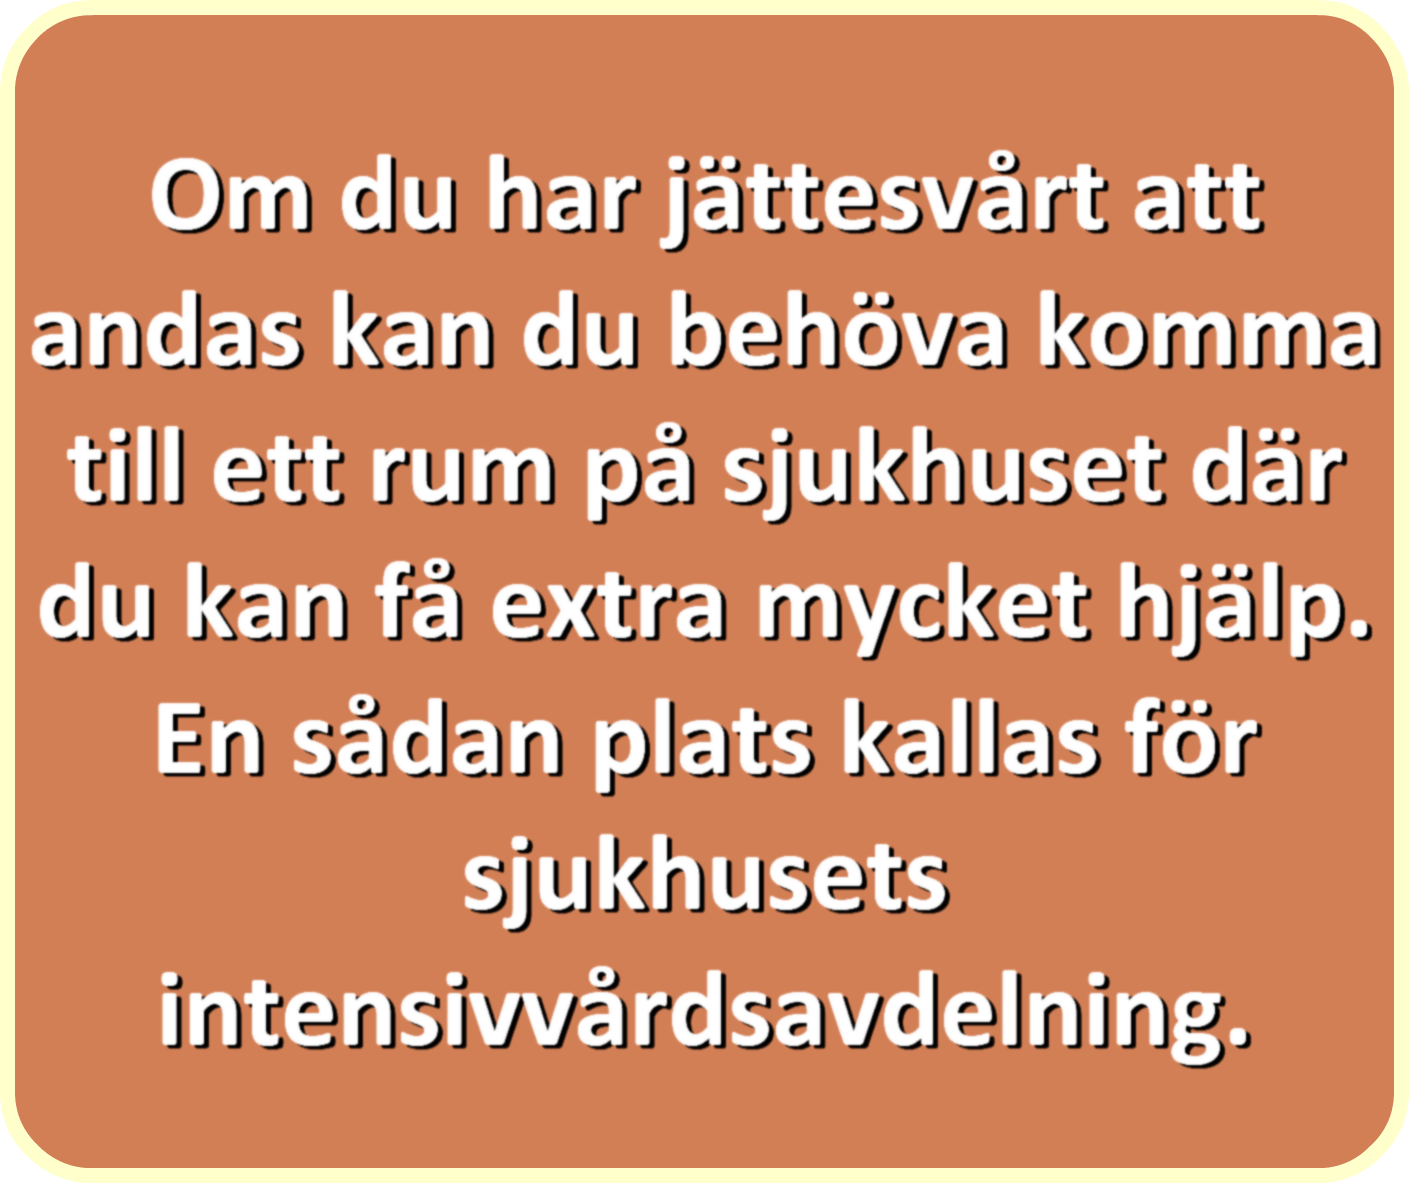 Om du har jättesvårt att
andas kan du behöva komma
till ett rum på sjukhuset där
du kan få extra mycket hjälp.
En sådan plats kallas för
sjukhusets
intensivvårdsavdelning.